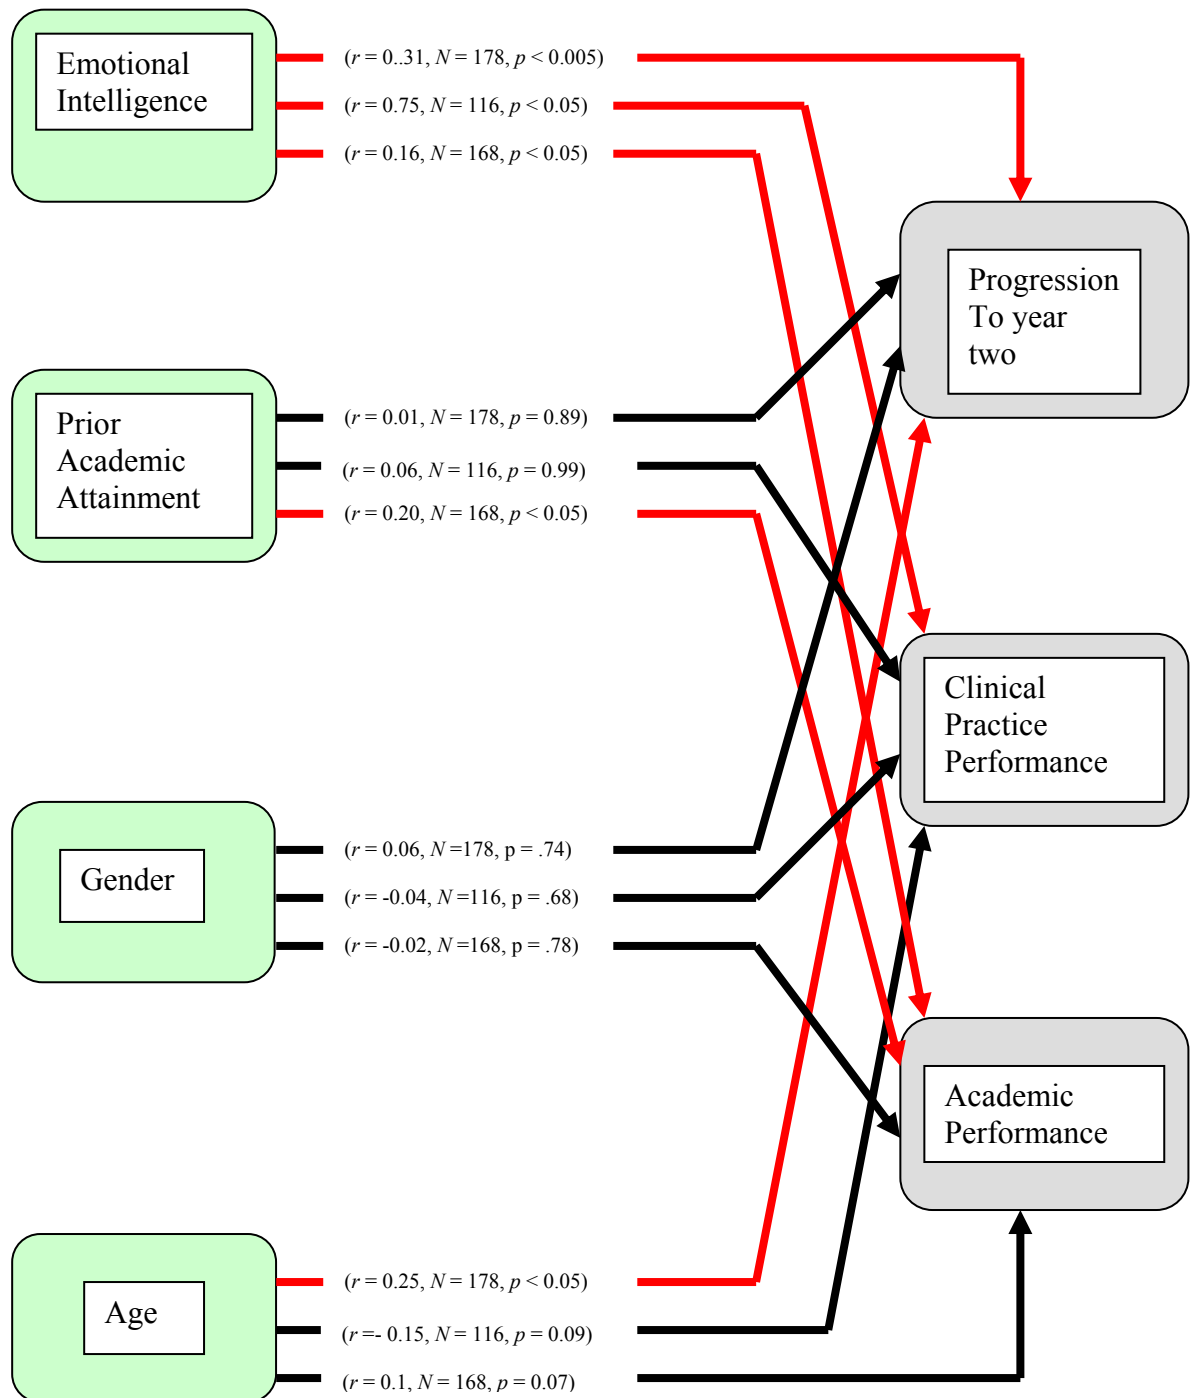 Emotional
Intelligence
(r = 0..31, N = 178, p < 0.005)
(r = 0.75, N = 116, p < 0.05)
(r = 0.16, N = 168, p < 0.05)
Progression
To year
two
Prior
Academic
Attainment
(r = 0.01, N = 178, p = 0.89)
(r = 0.06, N = 116, p = 0.99)
(r = 0.20, N = 168, p < 0.05)
Clinical
Practice
Performance
Gender
(r = 0.06, N =178, p = .74)
(r = -0.04, N =116, p = .68)
(r = -0.02, N =168, p = .78)
Academic
Performance
Age
(r = 0.25, N = 178, p < 0.05)
(r =- 0.15, N = 116, p = 0.09)
(r = 0.1, N = 168, p = 0.07)